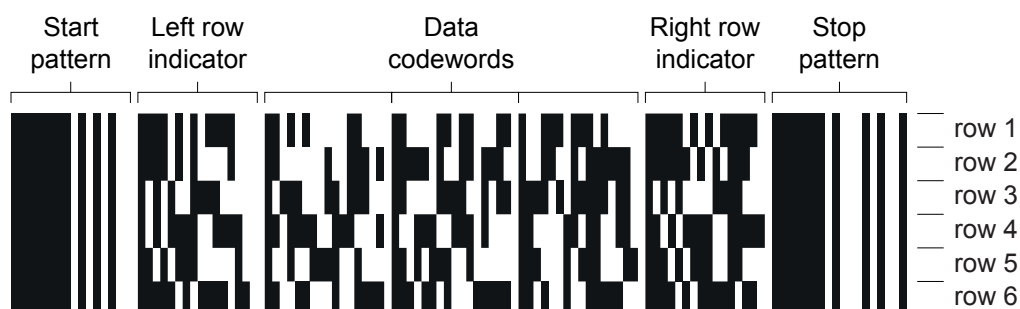 Start pattern
Left row indicator
Data codewords
Right row indicator
Stop pattern
row 1
row 2
row 3
row 4
row 5
row 6